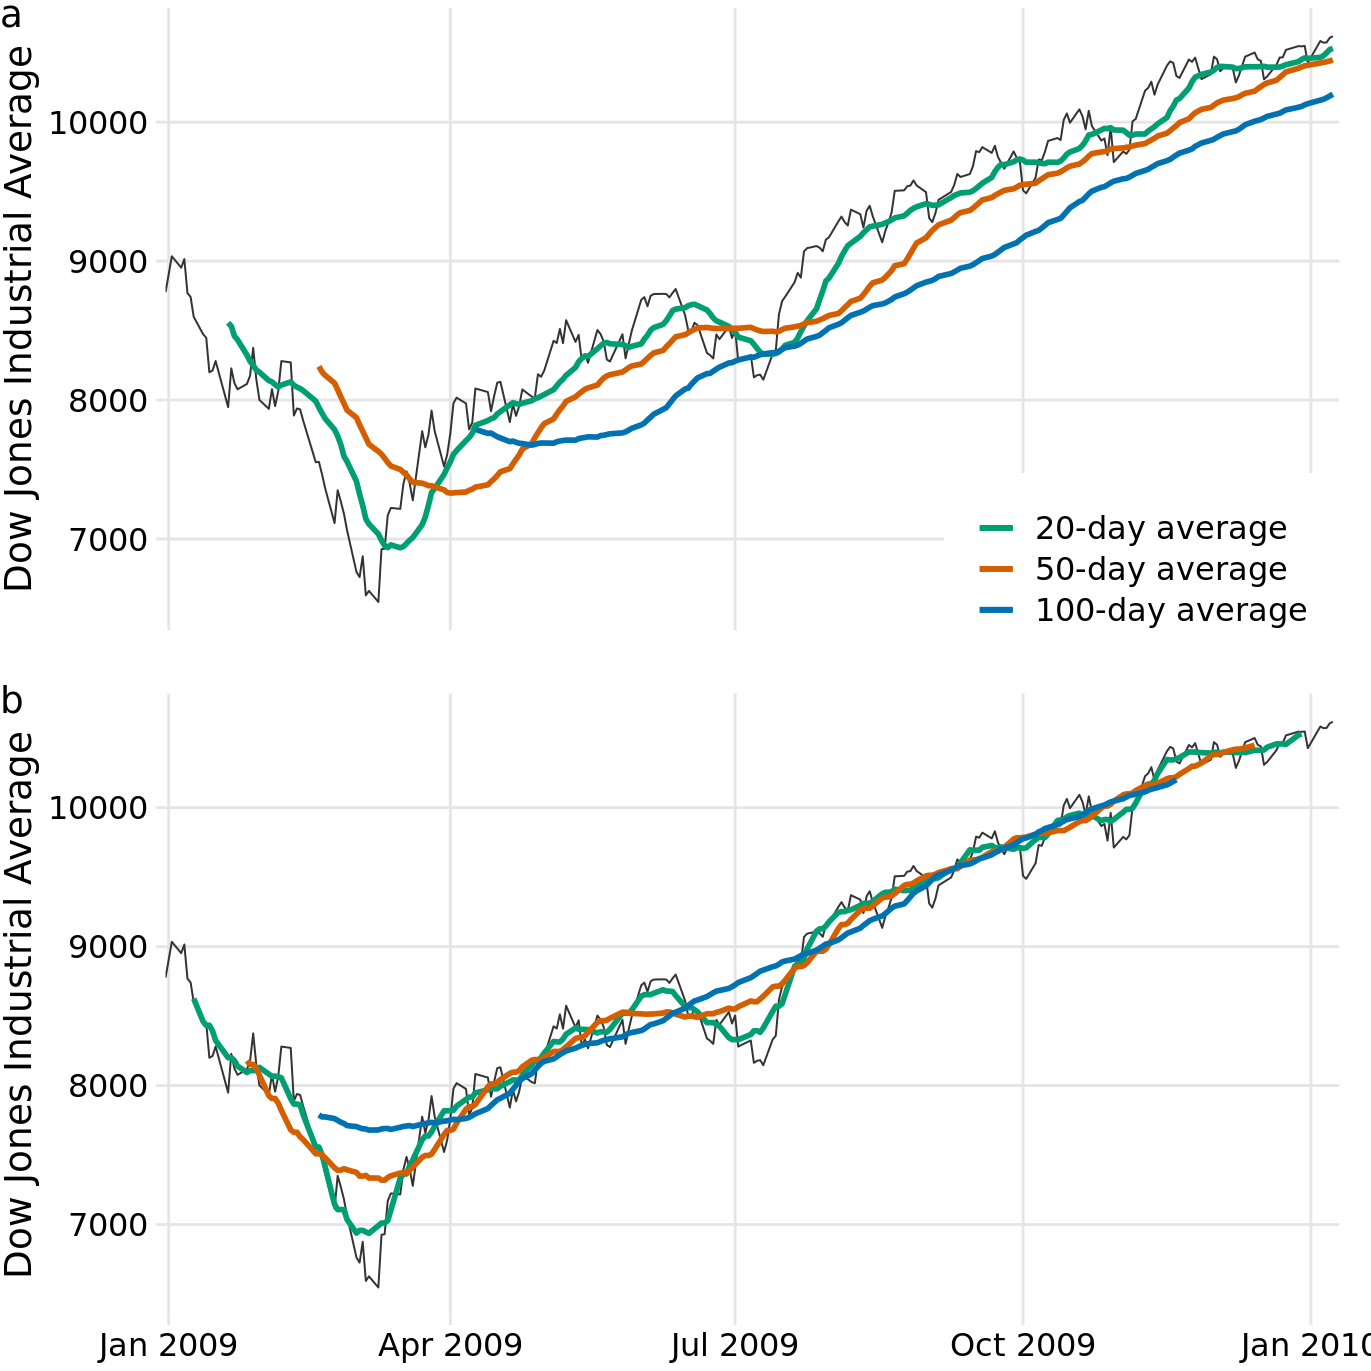 a
Dow Jones Industrial Average
10000
9000
8000
7000
20-day average
50-day average
100-day average
b
Dow Jones Industrial Average
10000
9000
8000
7000
Jan 2009
Apr 2009
Jul 2009
Oct 2009
Jan 2010